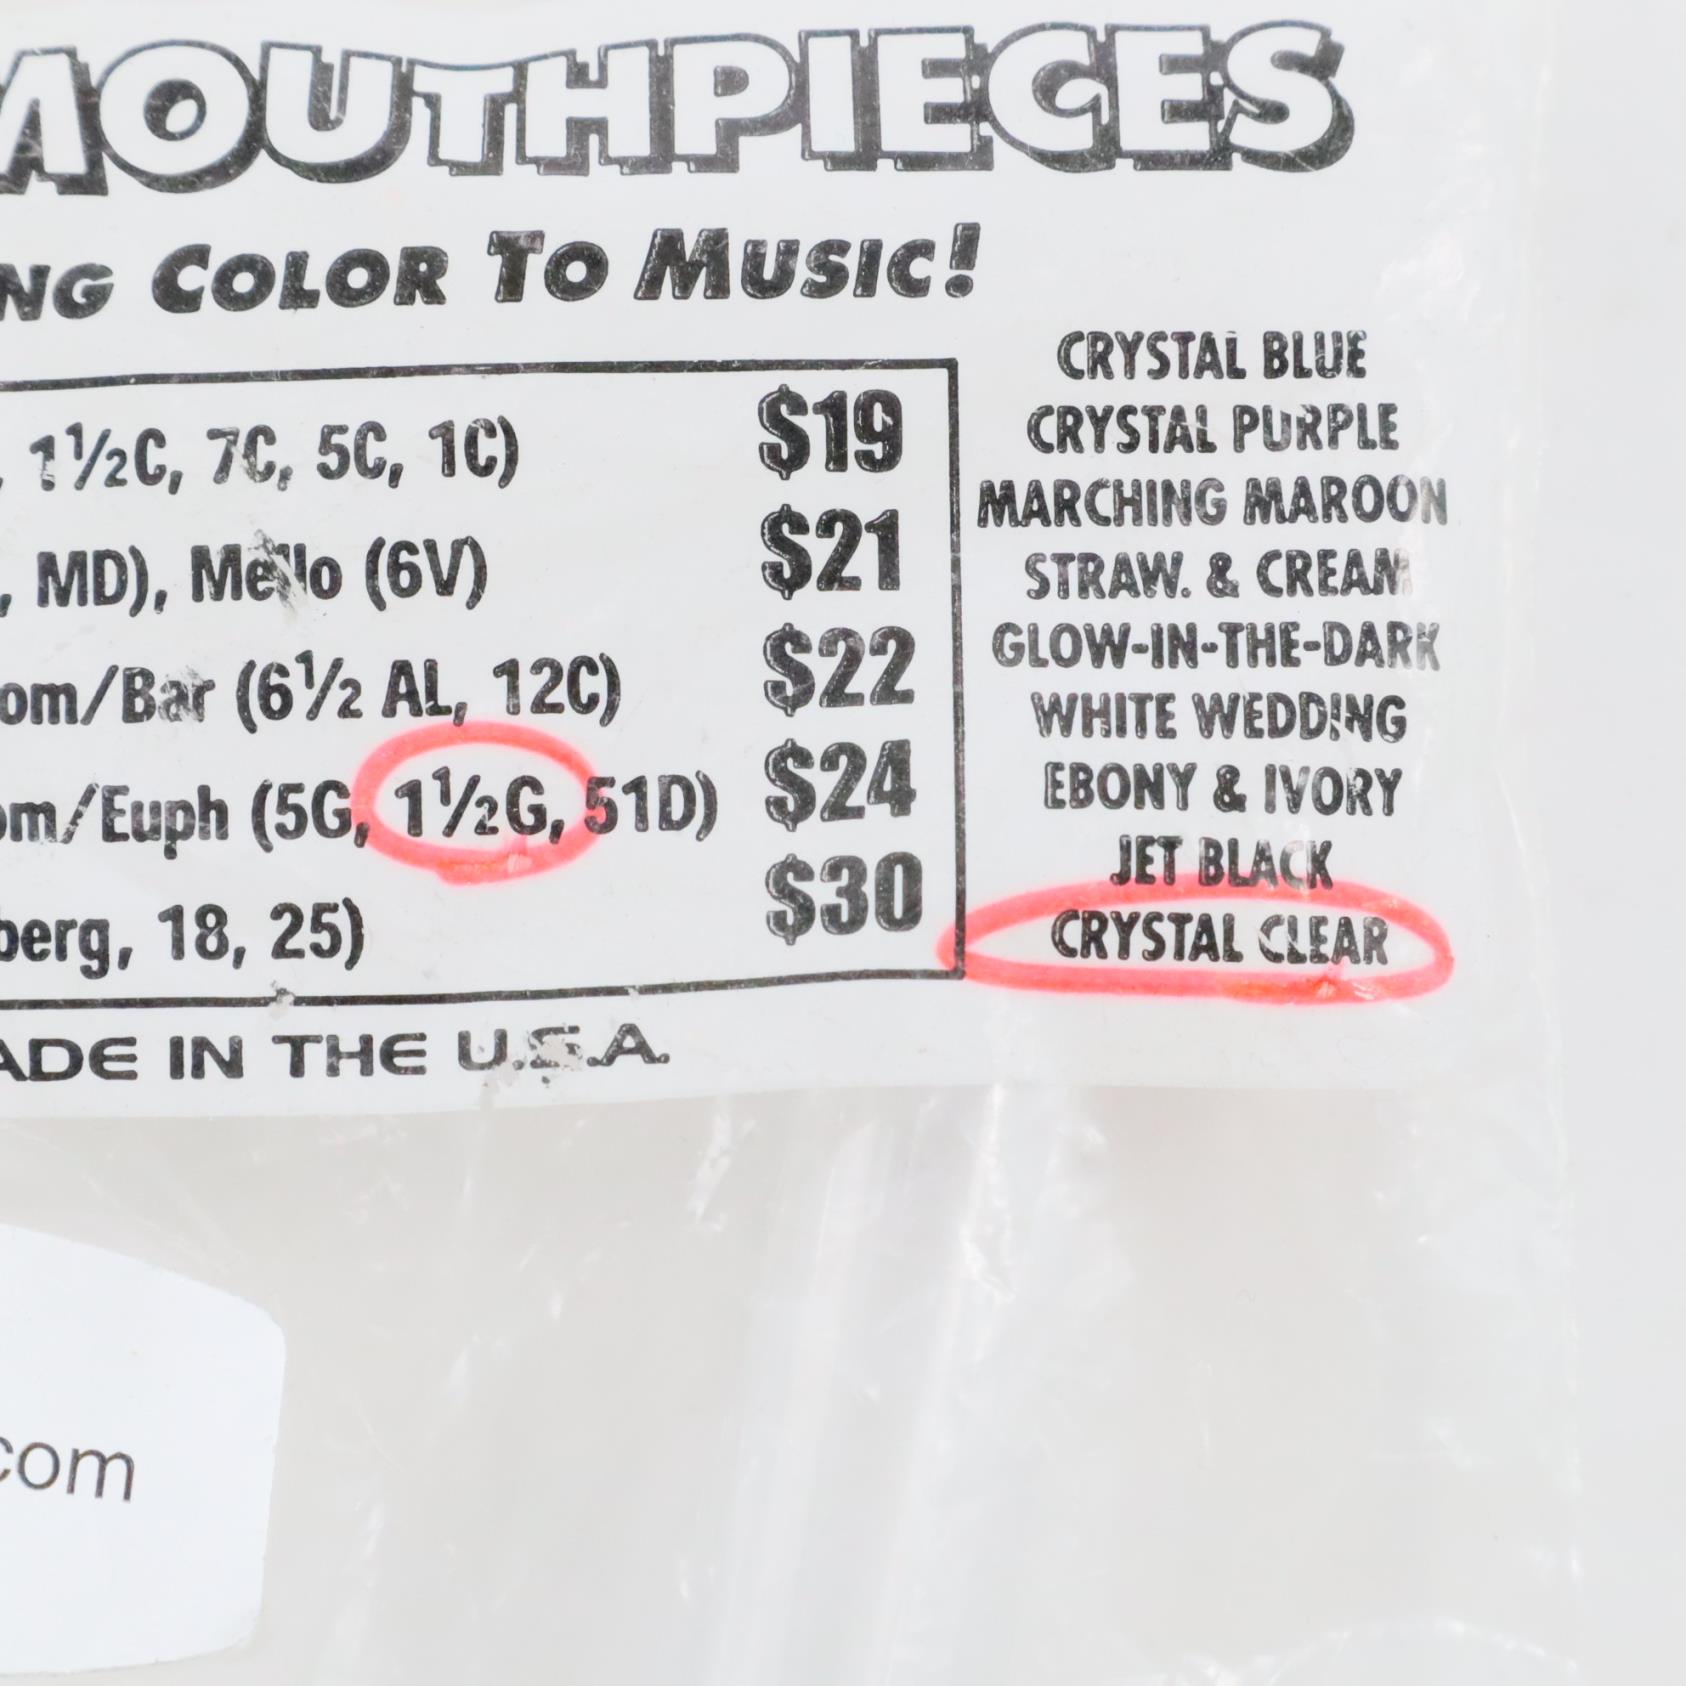 MOUTHPIECES
NG COLOR TO MUSIC!
, 1½C, 7C, 5C, 1C) $19
, MD), Mello (6V) $21
om/Bar (6½ AL, 12C) $22
om/Euph (5G, 1½G, 51D) $24
berg, 18, 25) $30
CRYSTAL BLUE
CRYSTAL PURPLE
MARCHING MAROON
STRAW. & CREAM
GLOW-IN-THE-DARK
WHITE WEDDING
EBONY & IVORY
JET BLACK
CRYSTAL CLEAR
ADE IN THE U.S.A.
com